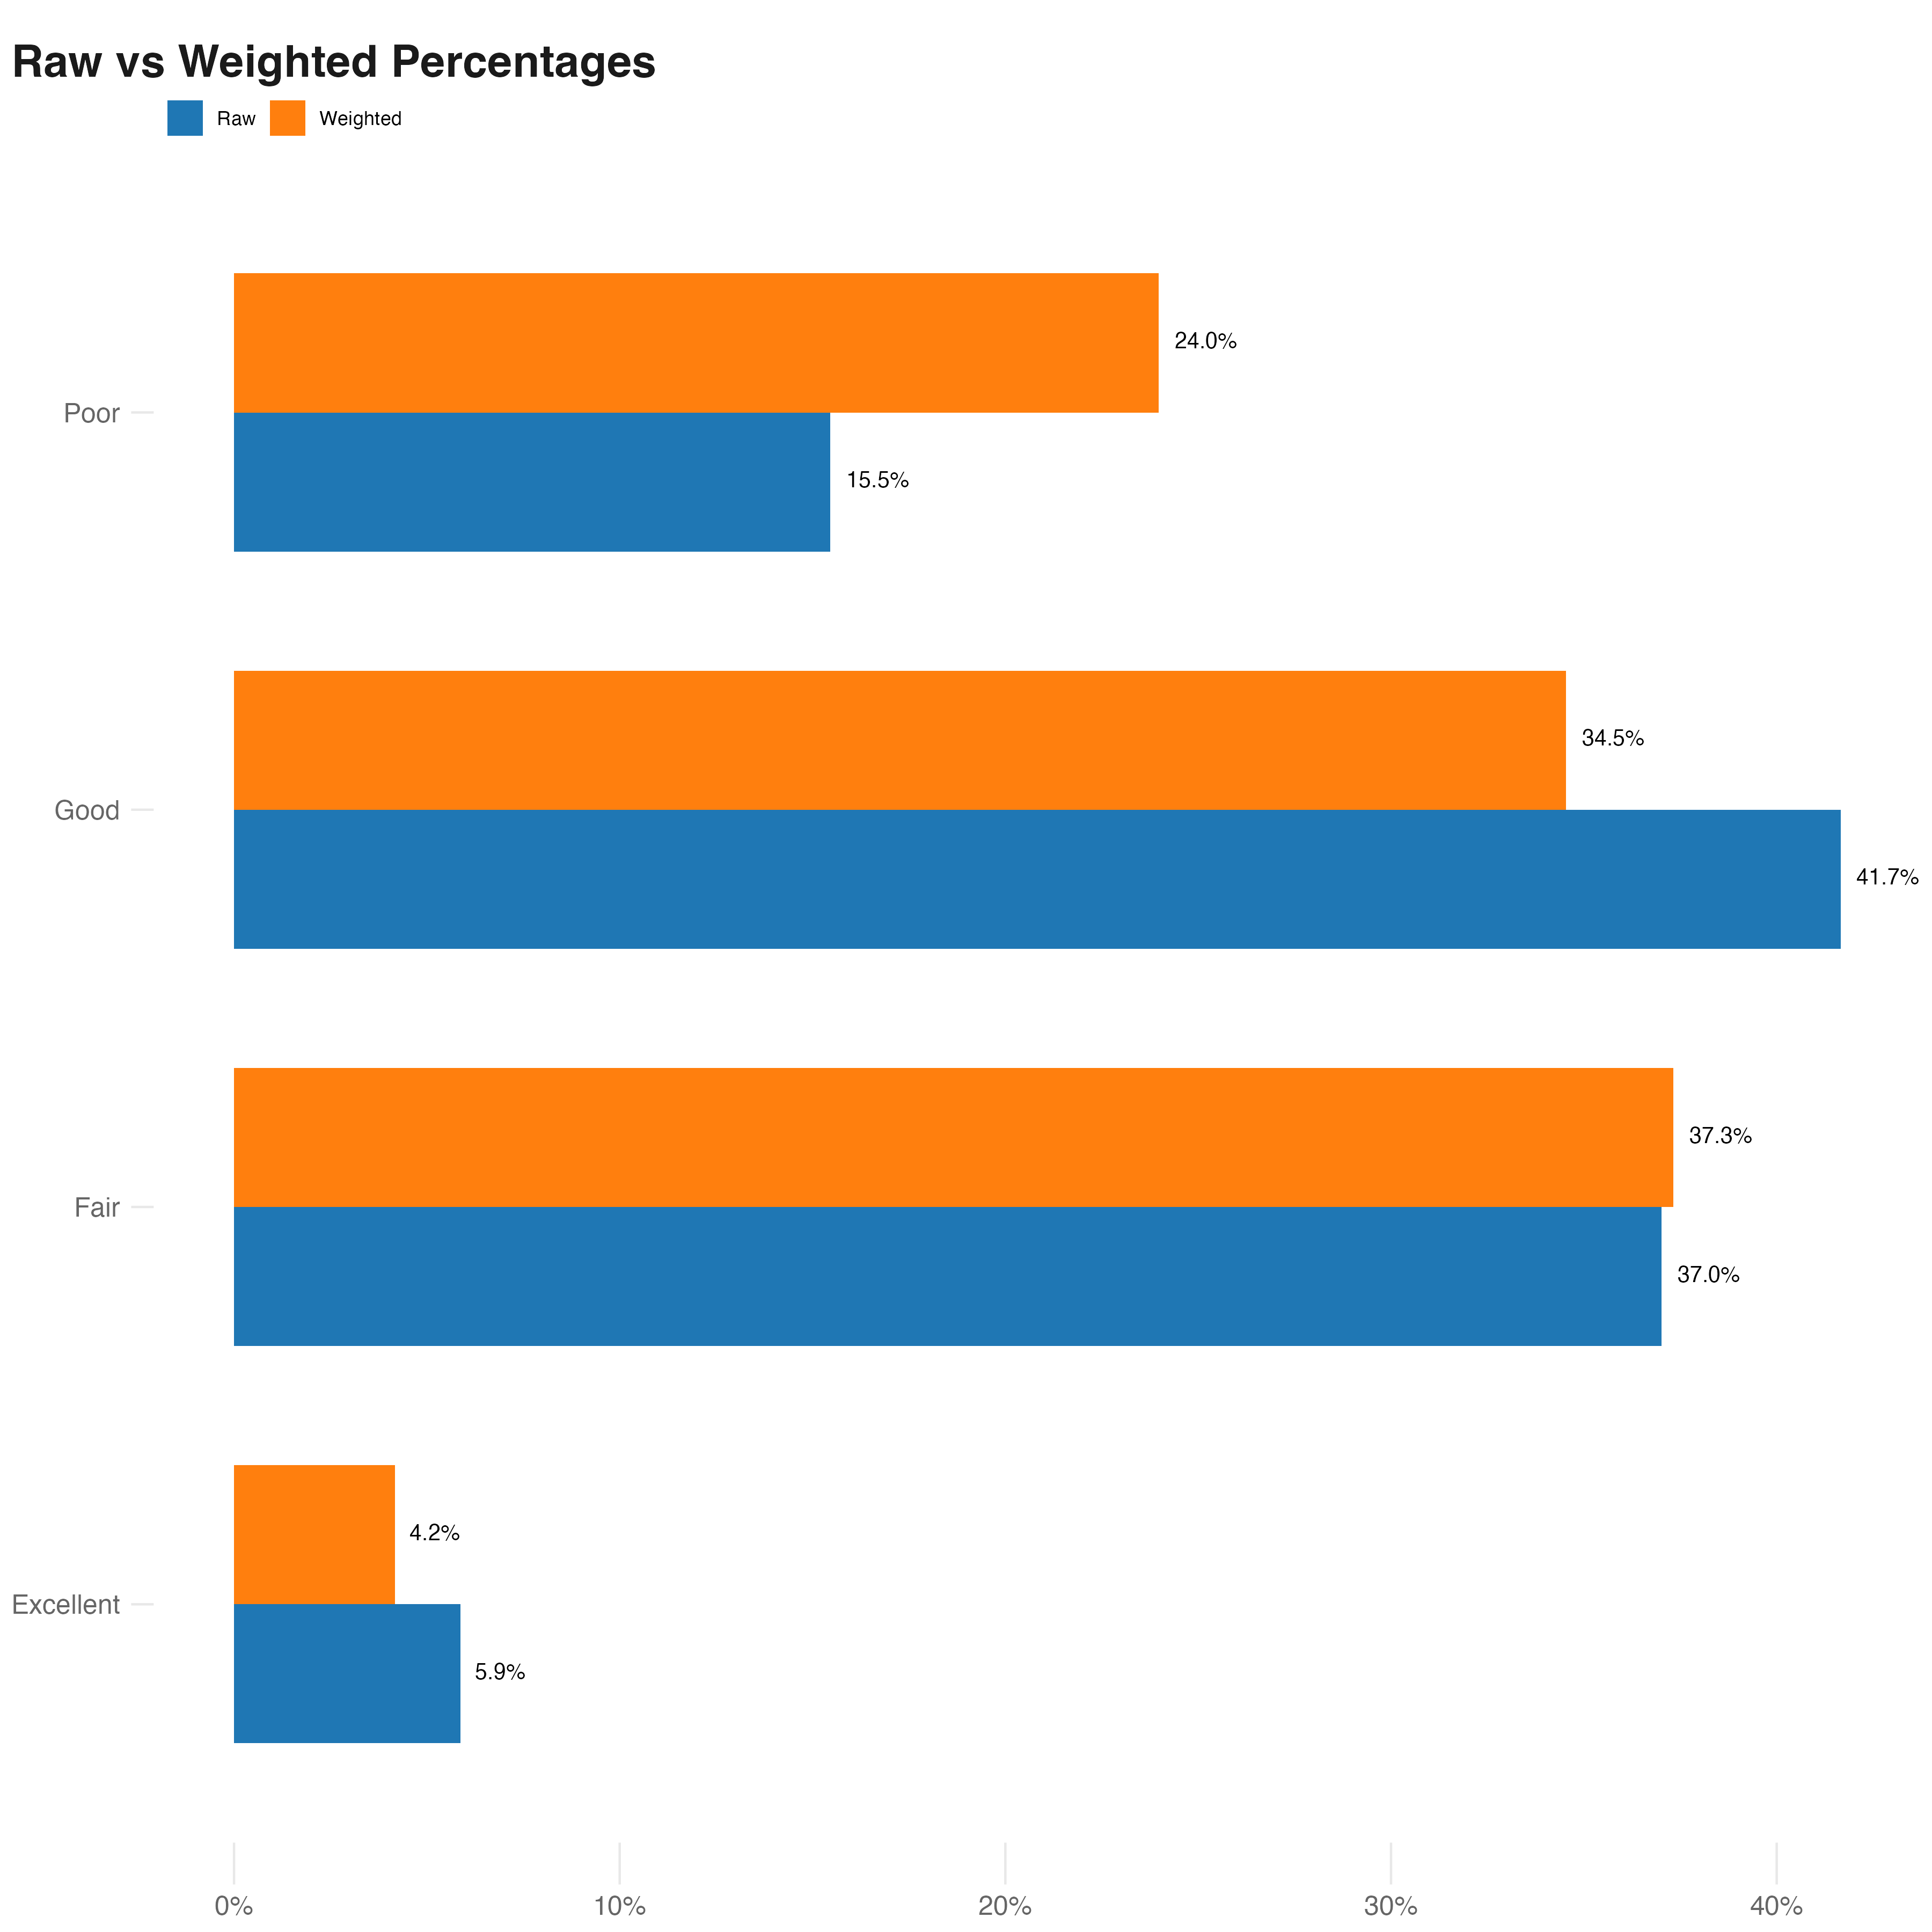 Raw vs Weighted Percentages
Raw Weighted
Poor
24.0%
15.5%
Good
34.5%
41.7%
Fair
37.3%
37.0%
Excellent
4.2%
5.9%
0% 10% 20% 30% 40%